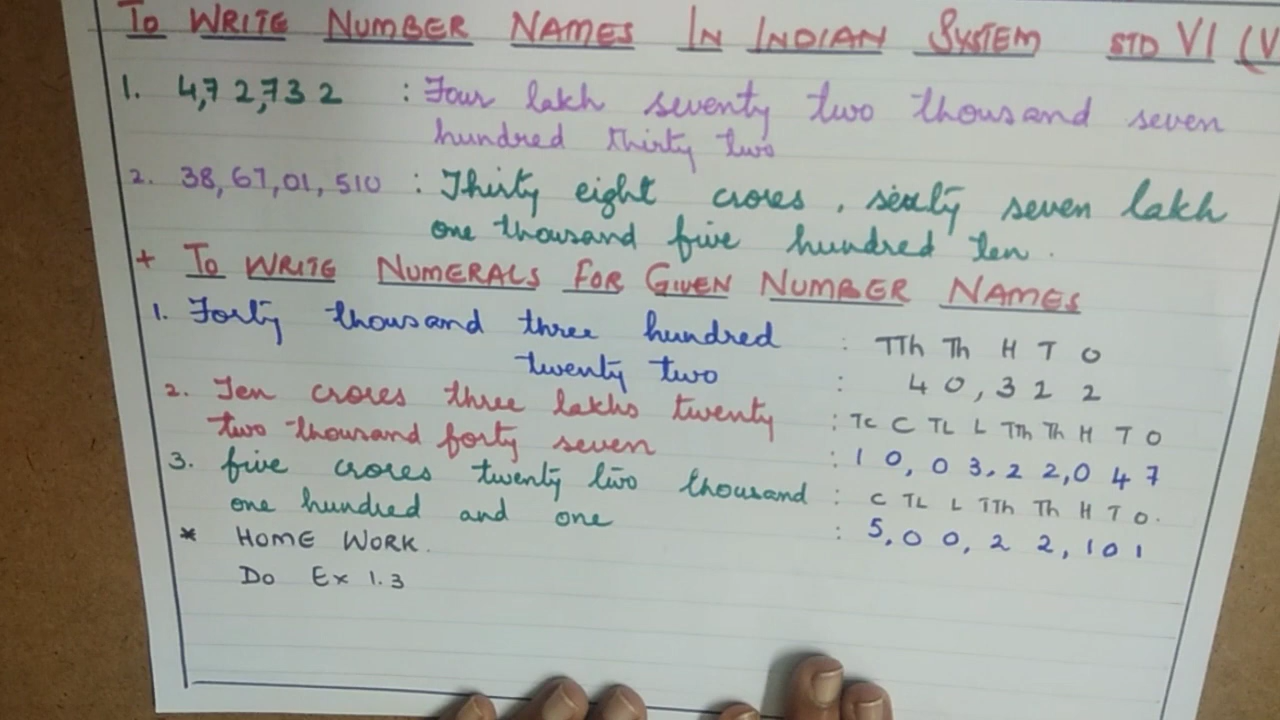 TO WRITE NUMBER NAMES IN INDIAN SYSTEM STD VI (V
1. 4,72,732 : Four lakh seventy two thousand seven
hundred thirty two
2. 38,67,01,510 : Thirty eight crores, sixty seven lakh
one thousand five hundred ten.
+ TO WRITE NUMERALS FOR GIVEN NUMBER NAMES
1. Forty thousand three hundred : TTh Th H T O
twenty two : 40,322
2. Ten crores three lakhs twenty : TC C TL L TTh Th H T O
two thousand forty seven : 10,03,22,047
3. five crores twenty two thousand : C TL L TTh Th H T O.
one hundred and one : 5,00,22,101
* HOME WORK.
Do Ex 1.3